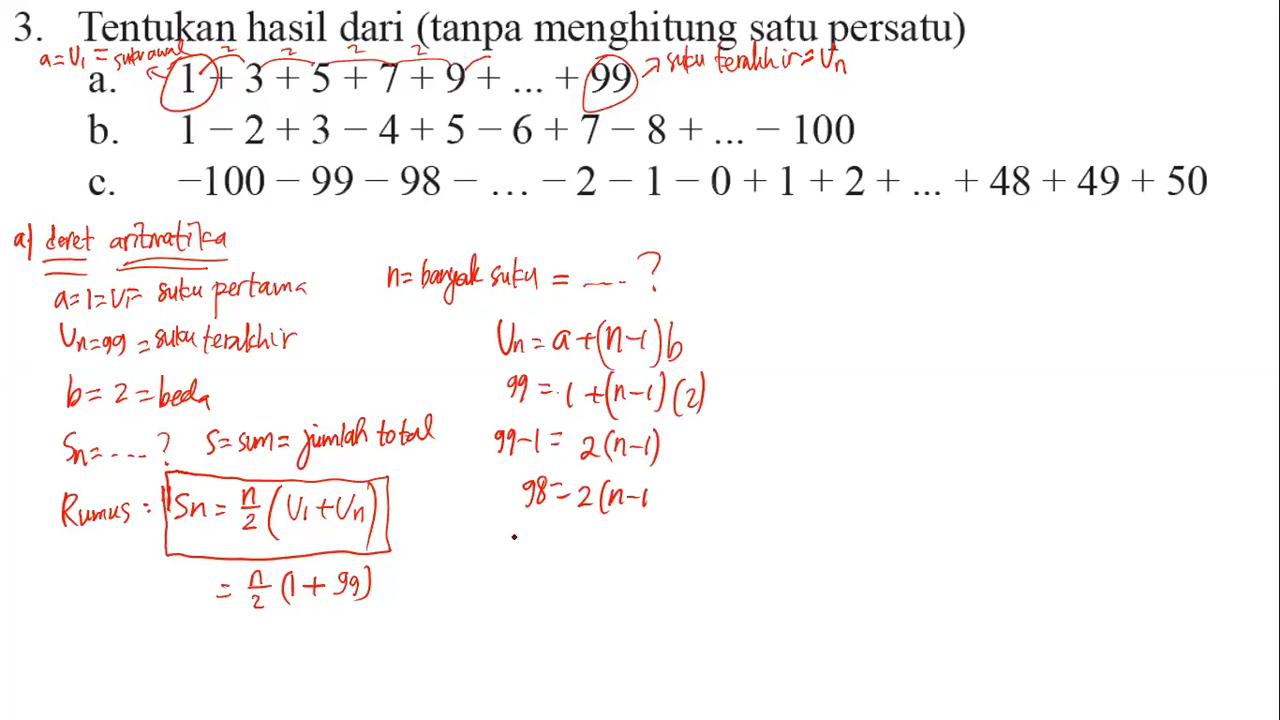 3. Tentukan hasil dari (tanpa menghitung satu persatu)
a = U1 = suku awal
2 2 2 2
suku terakhir = Un
a. 1 + 3 + 5 + 7 + 9 + ... + 99
b. 1 − 2 + 3 − 4 + 5 − 6 + 7 − 8 + ... − 100
c. −100 − 99 − 98 − ... − 2 − 1 − 0 + 1 + 2 + ... + 48 + 49 + 50
a) deret aritmatika
a = 1 = U1 = suku pertama
Un = 99 = suku terakhir
b = 2 = beda
Sn = ....? S = sum = jumlah total
Rumus : Sn = n/2 (U1 + Un)
= n/2 (1 + 99)
n = banyak suku = ....?
Un = a + (n−1) b
99 = 1 + (n−1) (2)
99−1 = 2(n−1)
98 = 2(n−1